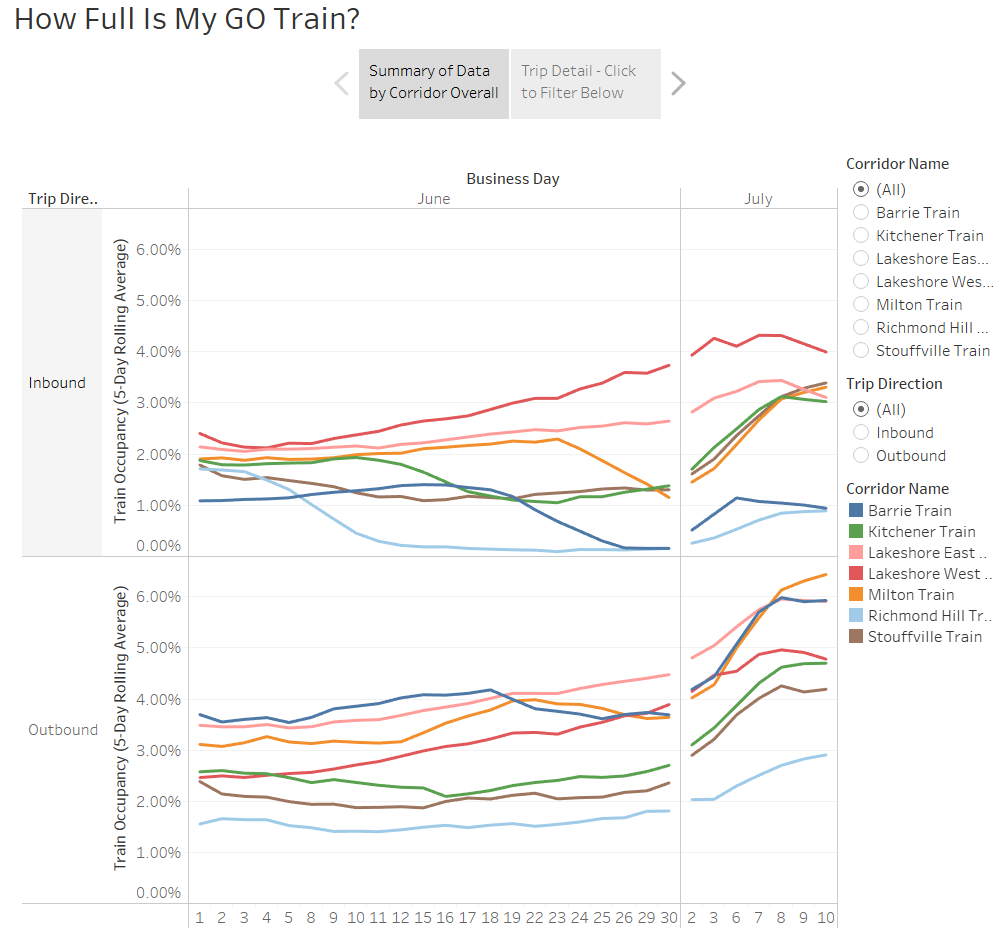 How Full Is My GO Train?
Summary of Data
by Corridor Overall
Trip Detail - Click
to Filter Below
Business Day
Trip Dire..
June
July
Inbound
Train Occupancy (5-Day Rolling Average)
6.00%
5.00%
4.00%
3.00%
2.00%
1.00%
0.00%
Outbound
Train Occupancy (5-Day Rolling Average)
6.00%
5.00%
4.00%
3.00%
2.00%
1.00%
0.00%
1 2 3 4 5 8 9 10 11 12 15 16 17 18 19 22 23 24 25 26 29 30 2 3 6 7 8 9 10
Corridor Name
(All)
Barrie Train
Kitchener Train
Lakeshore Eas...
Lakeshore Wes...
Milton Train
Richmond Hill ...
Stouffville Train
Trip Direction
(All)
Inbound
Outbound
Corridor Name
Barrie Train
Kitchener Train
Lakeshore East ..
Lakeshore West ..
Milton Train
Richmond Hill Tr..
Stouffville Train